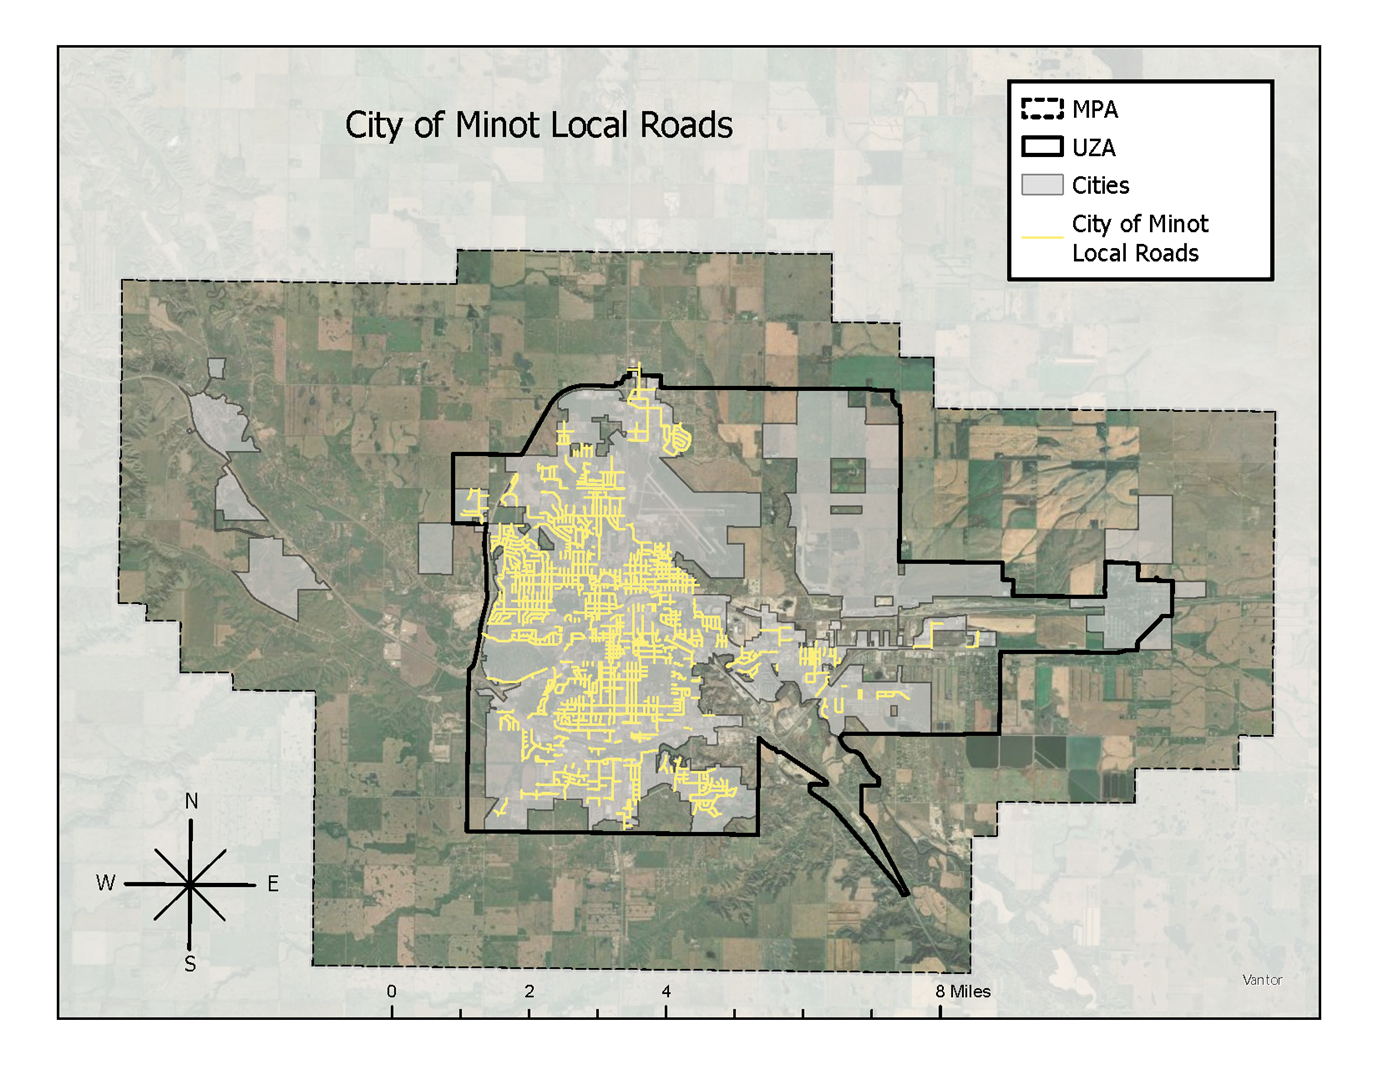 City of Minot Local Roads
MPA
UZA
Cities
City of Minot
Local Roads
N
W
E
S
0
2
4
8 Miles
Vantor